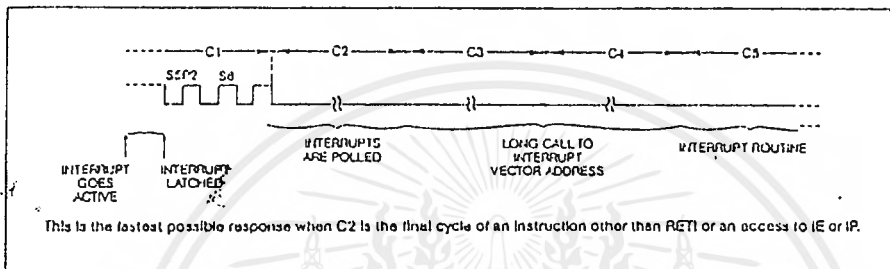 C1 C2 C3 C4 C5
S5P2 S6
INTERRUPT GOES ACTIVE
INTERRUPT LATCHED
INTERRUPTS ARE POLLED
LONG CALL TO INTERRUPT VECTOR ADDRESS
INTERRUPT ROUTINE
This is the fastest possible response when C2 is the final cycle of an instruction other than RETI or an access to IE or IP.